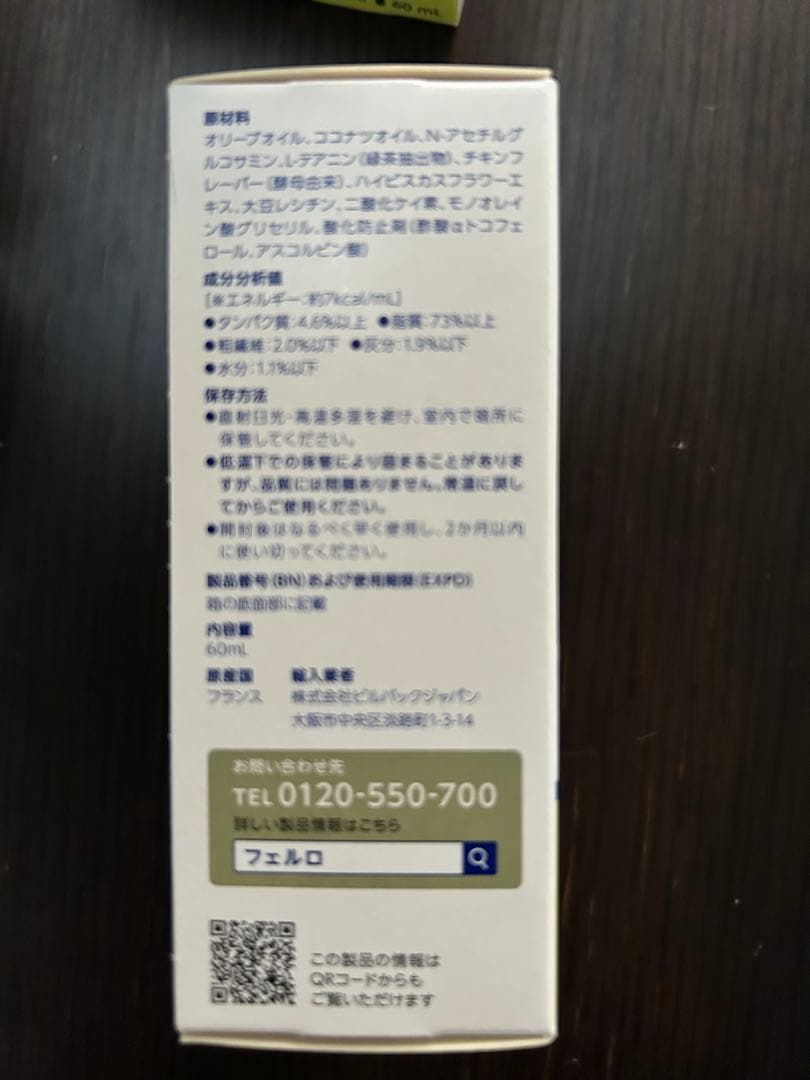 60 mL
原材料
オリーブオイル、ココナツオイル、N-アセチルグ
ルコサミン、L-テアニン（緑茶抽出物）、チキンフ
レーバー（酵母由来）、ハイビスカスフラワーエ
キス、大豆レシチン、二酸化ケイ素、モノオレイ
ン酸グリセリル、酸化防止剤（酢酸αトコフェ
ロール、アスコルビン酸）
成分分析値
[※エネルギー：約7kcal/mL]
●タンパク質：4.6%以上 ●脂質：73%以上
●粗繊維：2.0%以下 ●灰分：1.9%以下
●水分：1.1%以下
保存方法
●直射日光・高温多湿を避け、室内で暗所に
保管してください。
●低温下での保管により固まることがありま
すが、品質には問題ありません。常温に戻し
てからご使用ください。
●開封後はなるべく早く使用し、2か月以内
に使い切ってください。
製品番号（BN）および使用期限（EXPD）
箱の底面部に記載
内容量
60mL
原産国 輸入業者
フランス 株式会社ビルバックジャパン
大阪市中央区淡路町1-3-14
お問い合わせ先
TEL 0120-550-700
詳しい製品情報はこちら
フェルロ
この製品の情報は
QRコードからも
ご覧いただけます